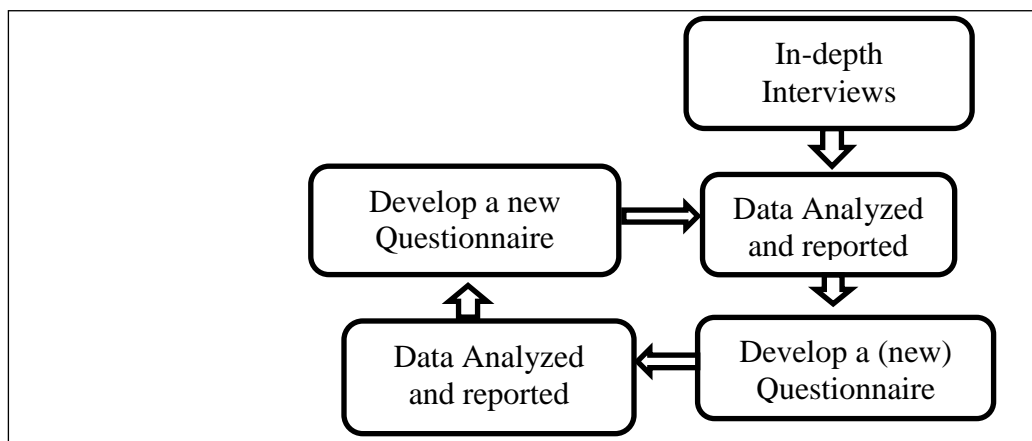 In-depth
Interviews
Develop a new
Questionnaire
Data Analyzed
and reported
Data Analyzed
and reported
Develop a (new)
Questionnaire